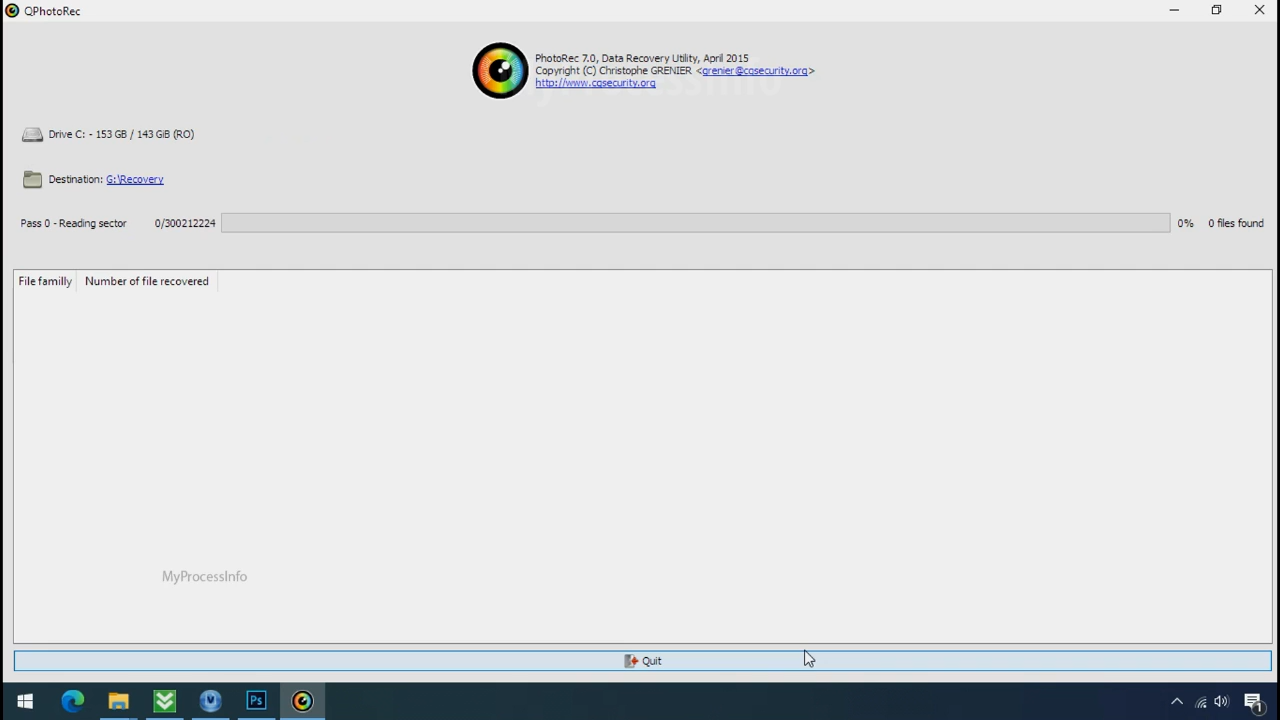 QPhotoRec
PhotoRec 7.0, Data Recovery Utility, April 2015
Copyright (C) Christophe GRENIER <grenier@cgsecurity.org>
http://www.cgsecurity.org
Drive C: - 153 GB / 143 GiB (RO)
Destination: G:\Recovery
Pass 0 - Reading sector 0/300212224 0% 0 files found
File familly Number of file recovered
MyProcessInfo
Quit
Ps
1